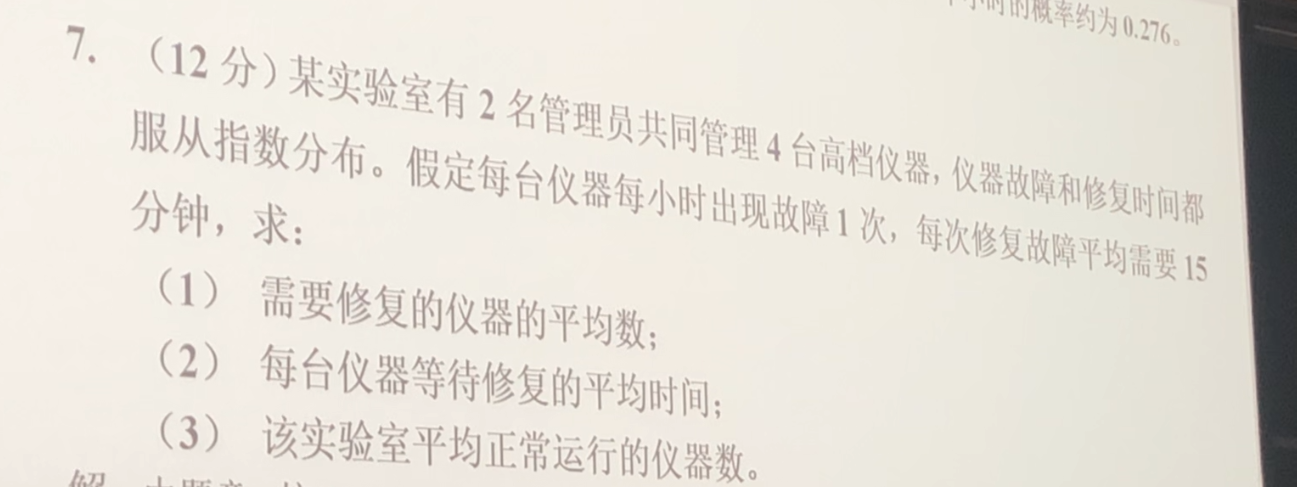 时的概率约为0.276。
7. （12分）某实验室有2名管理员共同管理4台高档仪器，仪器故障和修复时间都
服从指数分布。假定每台仪器每小时出现故障1次，每次修复故障平均需要15
分钟，求：
（1） 需要修复的仪器的平均数；
（2） 每台仪器等待修复的平均时间；
（3） 该实验室平均正常运行的仪器数。